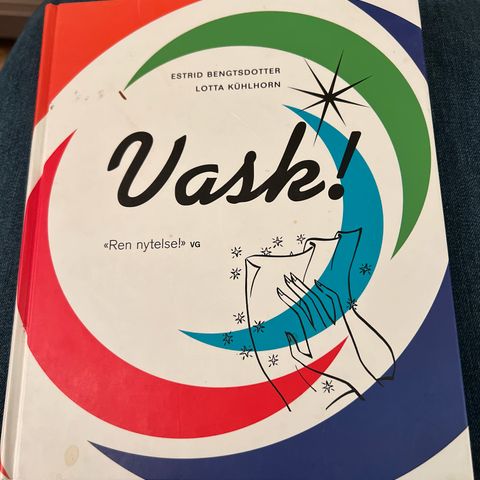 ESTRID BENGTSDOTTER
LOTTA KÜHLHORN
Vask!
«Ren nytelse!» VG